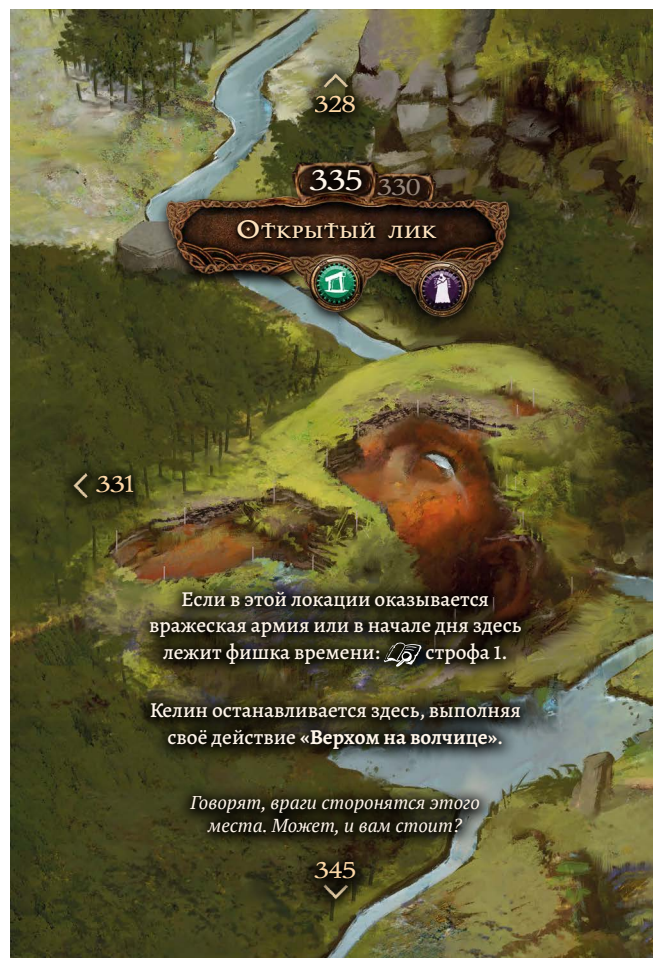 328
335 330
Открытый лик
331
Если в этой локации оказывается
вражеская армия или в начале дня здесь
лежит фишка времени: строфа 1.
Келин останавливается здесь, выполняя
своё действие «Верхом на волчице».
Говорят, враги сторонятся этого
места. Может, и вам стоит?
345